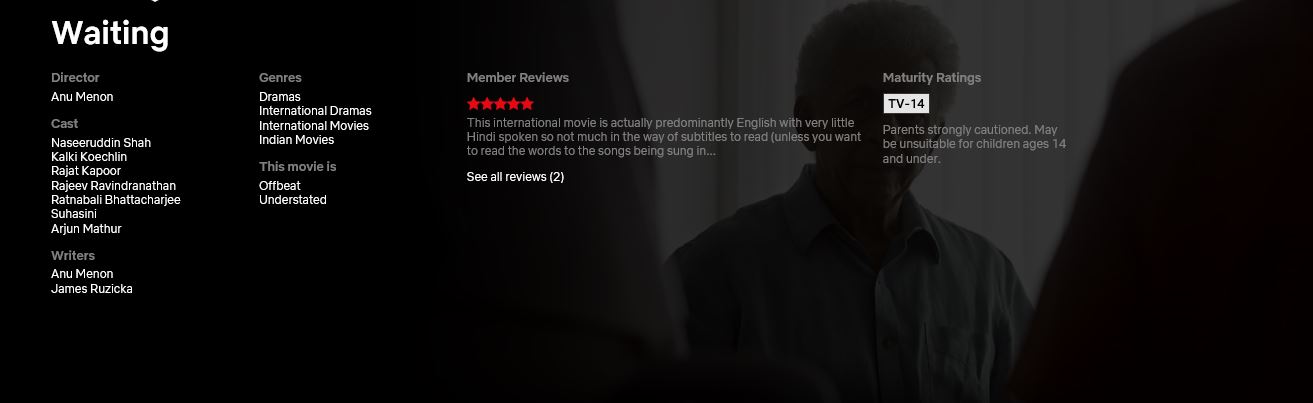 Waiting
Director
Anu Menon
Cast
Naseeruddin Shah
Kalki Koechlin
Rajat Kapoor
Rajeev Ravindranathan
Ratnabali Bhattacharjee
Suhasini
Arjun Mathur
Writers
Anu Menon
James Ruzicka
Genres
Dramas
International Dramas
International Movies
Indian Movies
This movie is
Offbeat
Understated
Member Reviews
This international movie is actually predominantly English with very little
Hindi spoken so not much in the way of subtitles to read (unless you want
to read the words to the songs being sung in...
See all reviews (2)
Maturity Ratings
TV-14
Parents strongly cautioned. May
be unsuitable for children ages 14
and under.